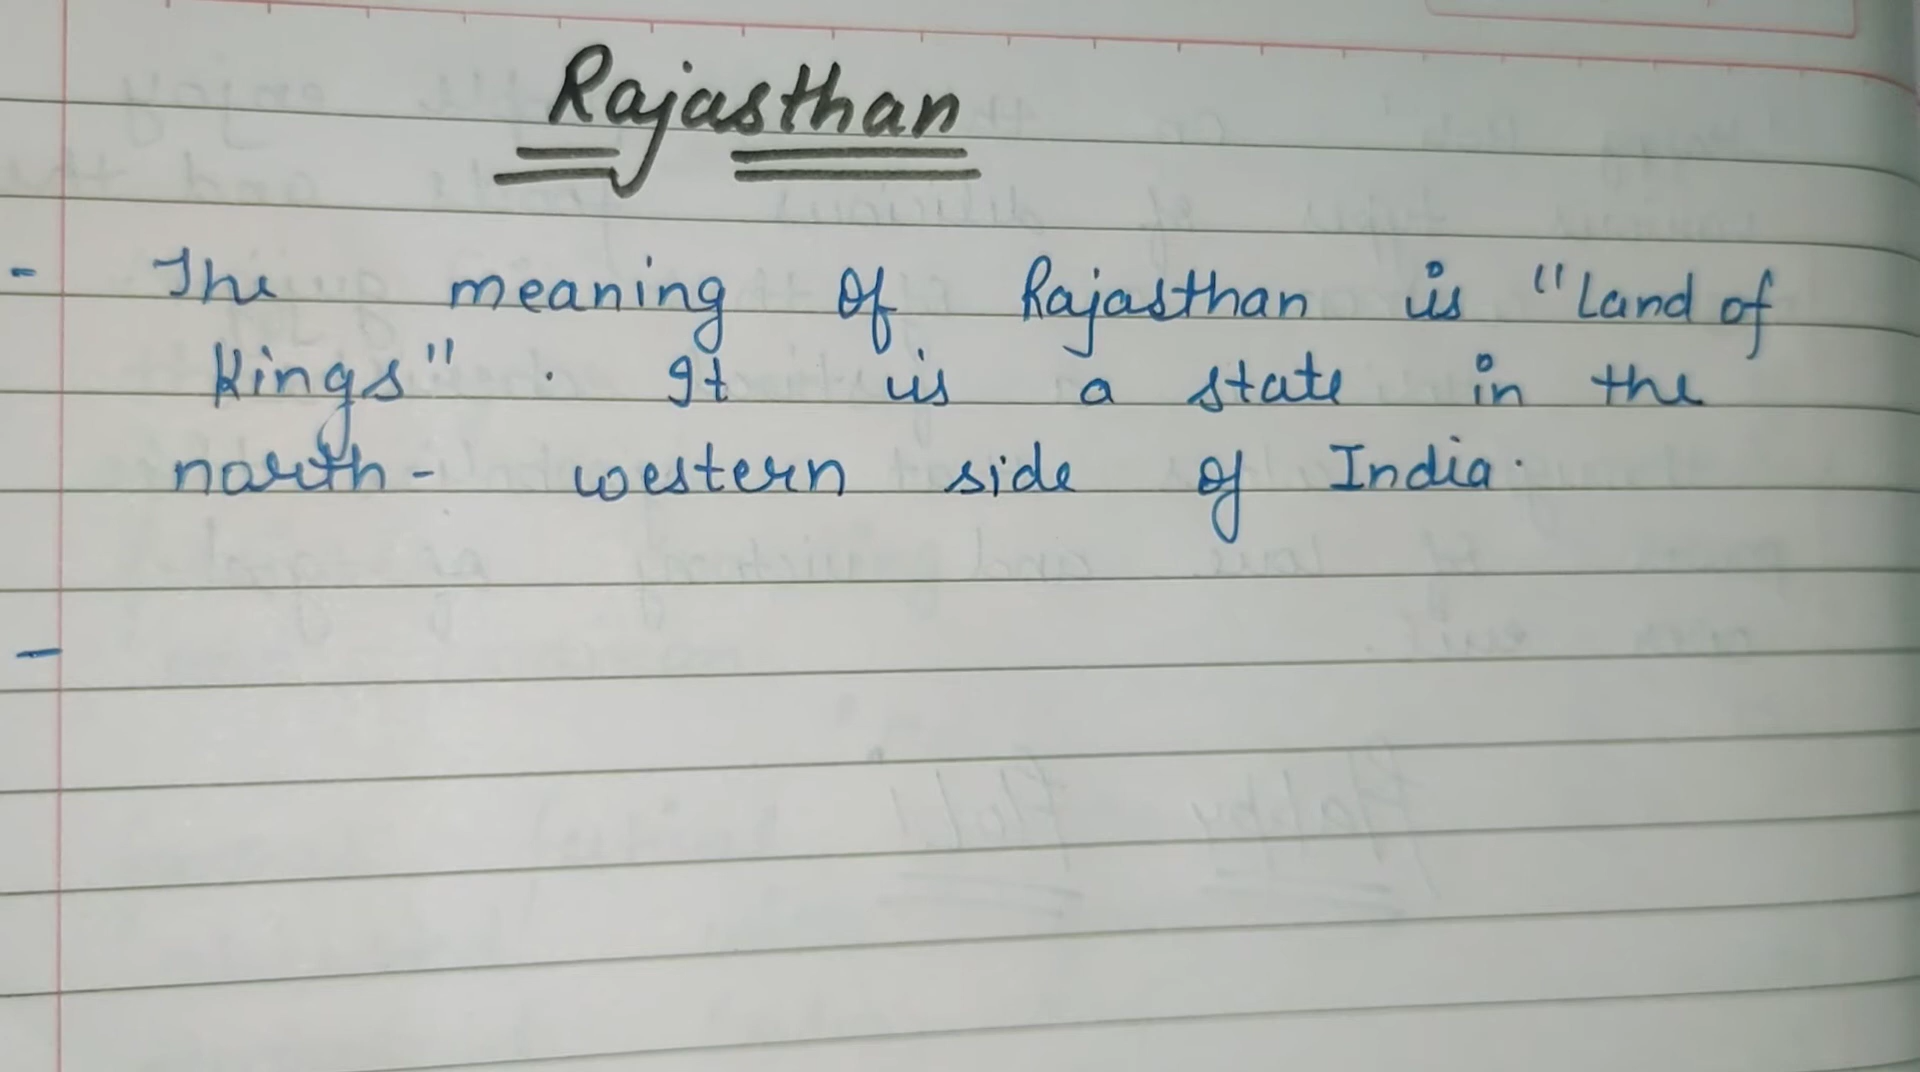 Rajasthan
- The meaning of Rajasthan is "Land of
Kings". It is a state in the
north- western side of India.
-